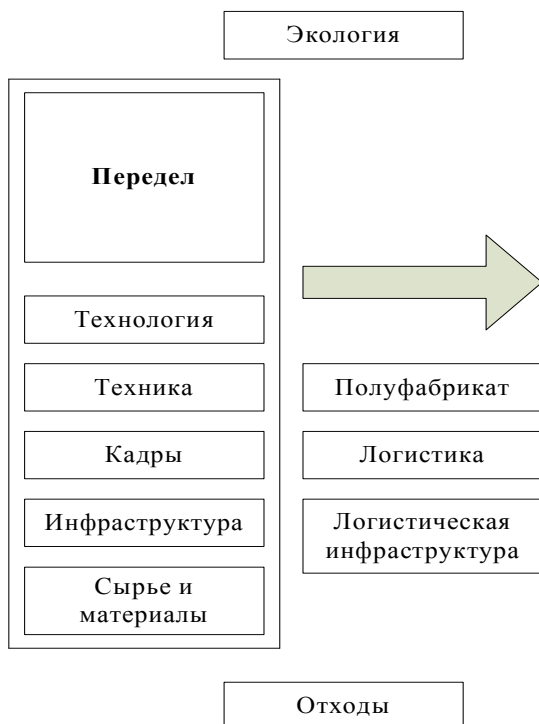 Экология
Передел
Технология
Техника
Кадры
Инфраструктура
Сырье и
материалы
Полуфабрикат
Логистика
Логистическая
инфраструктура
Отходы